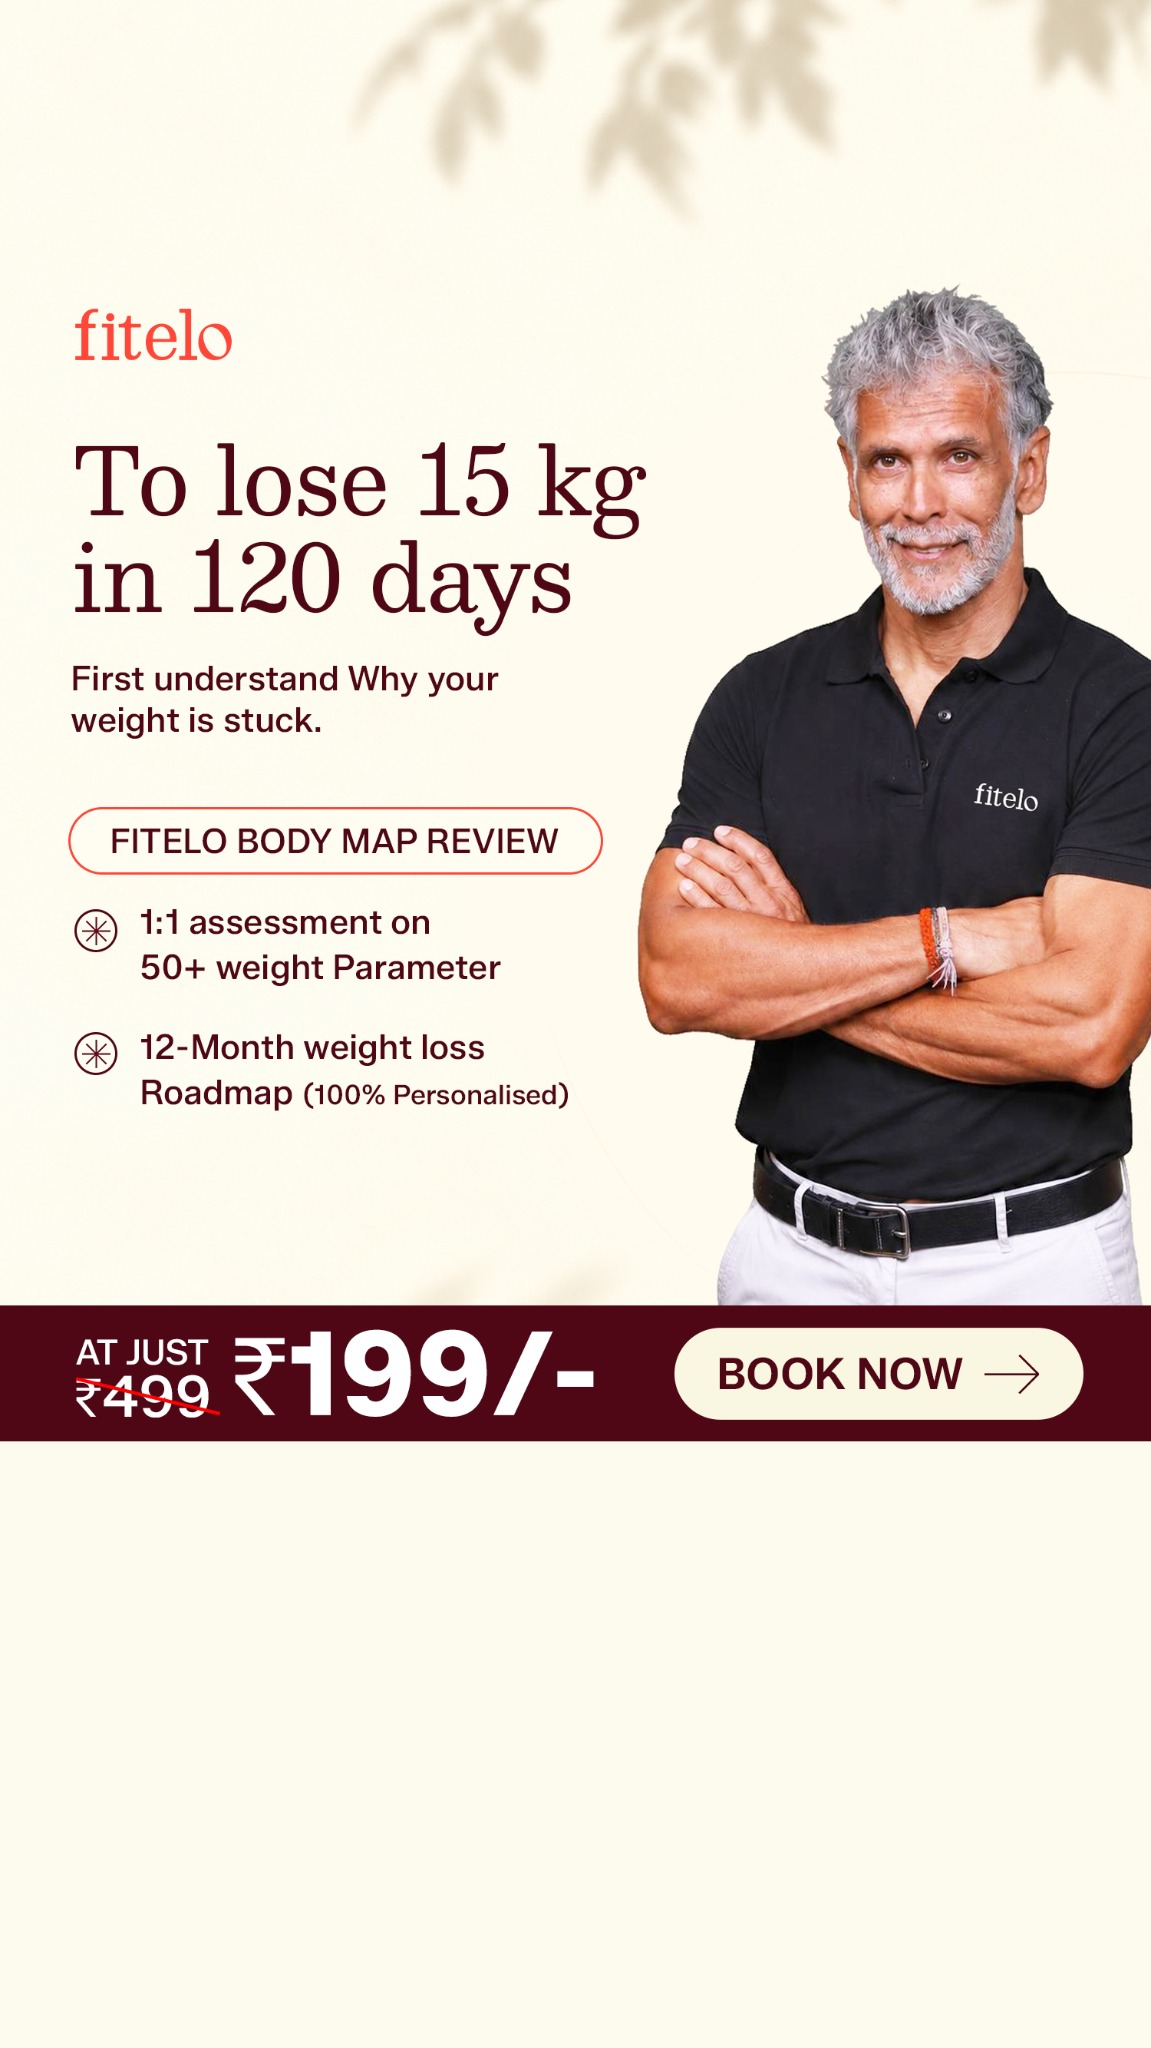 fitelo
To lose 15 kg
in 120 days
First understand Why your
weight is stuck.
FITELO BODY MAP REVIEW
1:1 assessment on
50+ weight Parameter
12-Month weight loss
Roadmap (100% Personalised)
fitelo
AT JUST
₹499
₹199/-
BOOK NOW